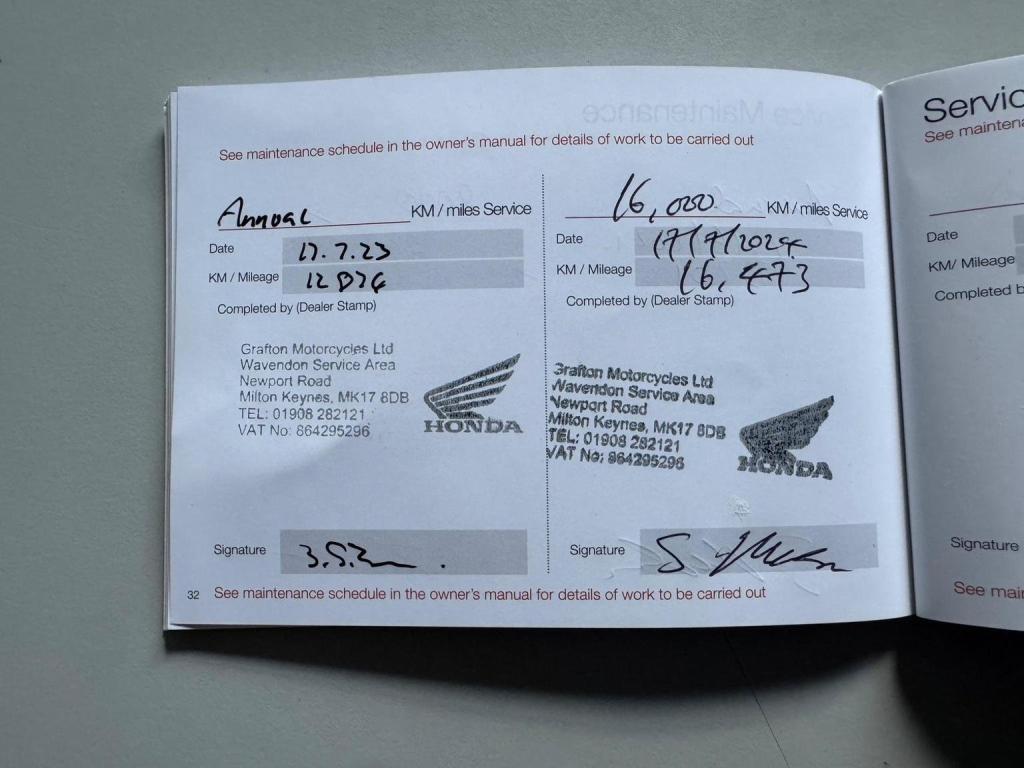 See maintenance schedule in the owner's manual for details of work to be carried out
Annual KM / miles Service
Date 17.7.23
KM / Mileage
Completed by (Dealer Stamp)
Grafton Motorcycles Ltd
Wavendon Service Area
Newport Road
Milton Keynes, MK17 8DB
TEL: 01908 282121
VAT No: 864295296
HONDA
Signature
16,000 KM / miles Service
Date 17/7/2024
KM / Mileage 16,473
Completed by (Dealer Stamp)
Grafton Motorcycles Ltd
Wavendon Service Area
Newport Road
Milton Keynes, MK17 8DB
TEL: 01908 282121
VAT No: 864295296
HONDA
Signature
32 See maintenance schedule in the owner's manual for details of work to be carried out
Servic
See maintena
Date
KM/ Mileage
Completed b
Signature
See mai